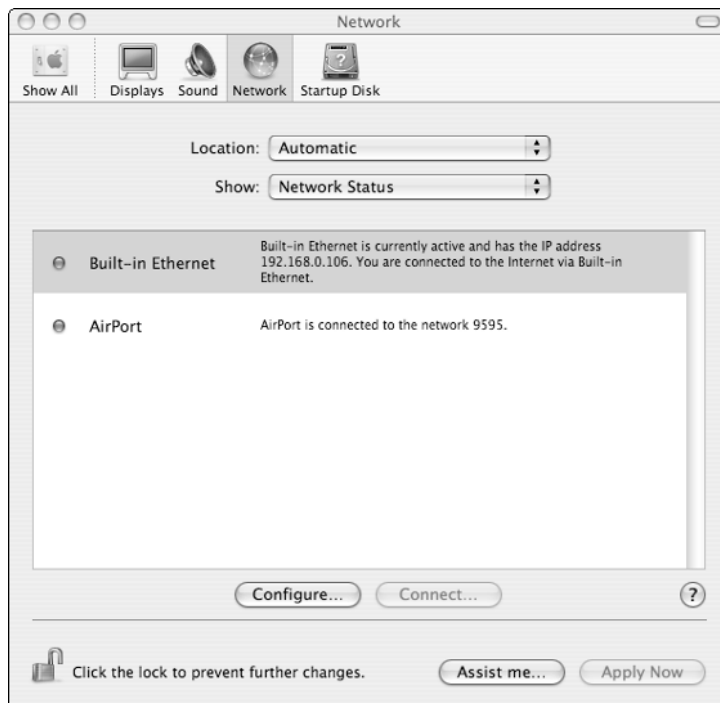 Network
Show All
Displays
Sound
Network
Startup Disk
Location: Automatic
Show: Network Status
Built-in Ethernet
Built-in Ethernet is currently active and has the IP address
192.168.0.106. You are connected to the Internet via Built-in
Ethernet.
AirPort
AirPort is connected to the network 9595.
Configure...
Connect...
?
Click the lock to prevent further changes.
Assist me...
Apply Now